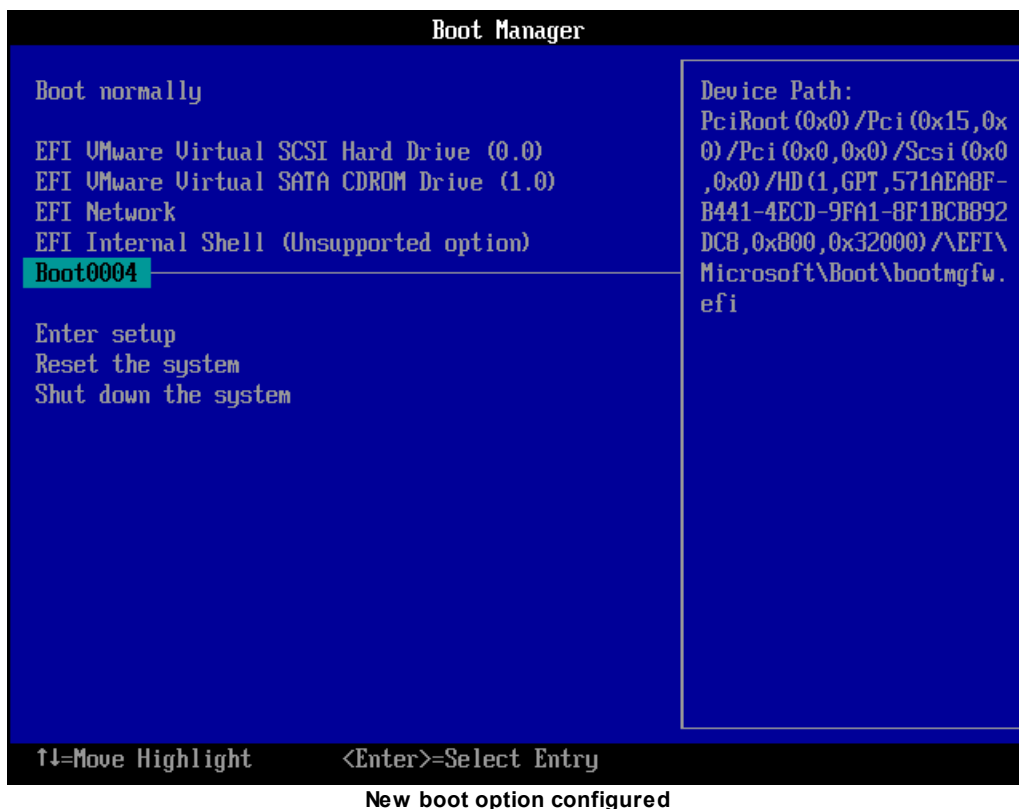 Boot Manager
Boot normally
EFI VMware Virtual SCSI Hard Drive (0.0)
EFI VMware Virtual SATA CDROM Drive (1.0)
EFI Network
EFI Internal Shell (Unsupported option)
Boot0004
Enter setup
Reset the system
Shut down the system
Device Path:
PciRoot(0x0)/Pci(0x15,0x
0)/Pci(0x0,0x0)/Scsi(0x0
,0x0)/HD(1,GPT,571AEA8F-
B441-4ECD-9FA1-8F1BCB892
DC8,0x800,0x32000)/\EFI\
Microsoft\Boot\bootmgfw.
efi
↑↓=Move Highlight <Enter>=Select Entry
New boot option configured